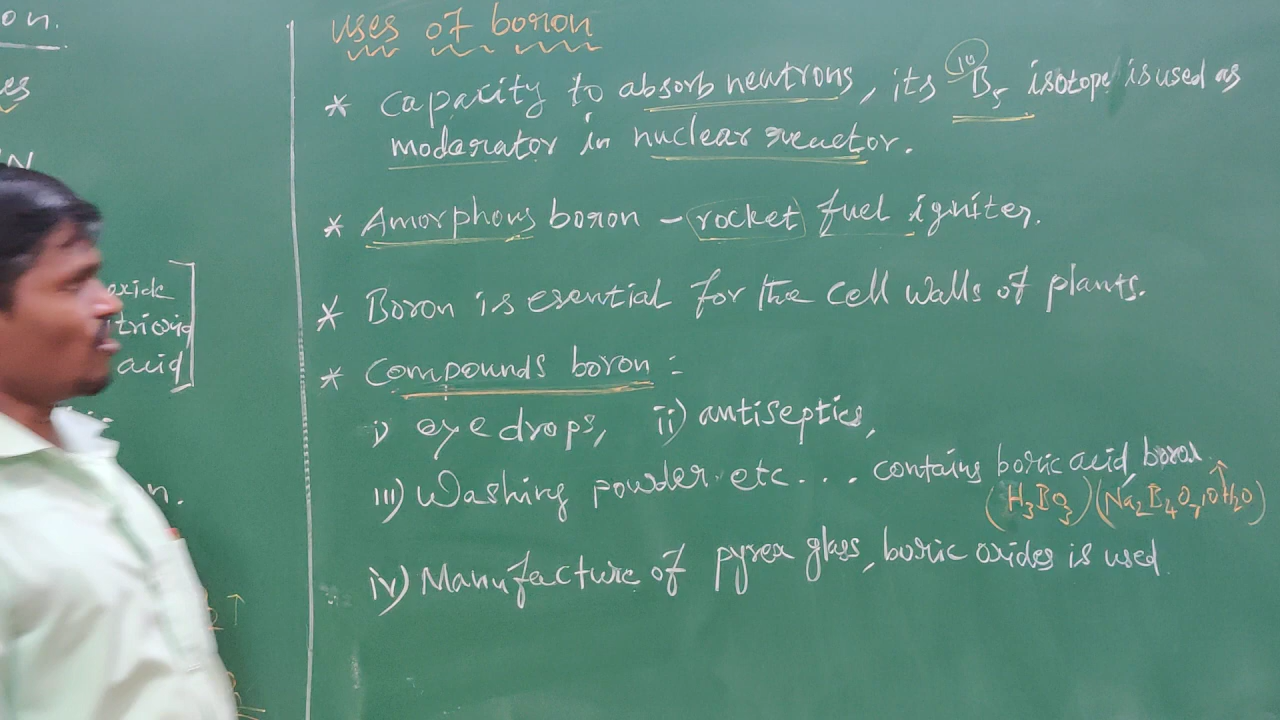 on.
es
N
oxide
tricoxid
acid
n.
uses of boron
* Capacity to absorb neutrons, its ¹⁰B₅ isotope is used as
moderator in nuclear reactor.
* Amorphous boron - rocket fuel igniter.
* Boron is esential for the cell walls of plants.
* Compounds boron :
i) eye drops, ii) antiseptics,
iii) Washing powder etc.... contains boric acid, borax
(H₃BO₃) (Na₂B₄O₇.10H₂O)
iv) Manufacture of pyrex glass, boric oxides is used